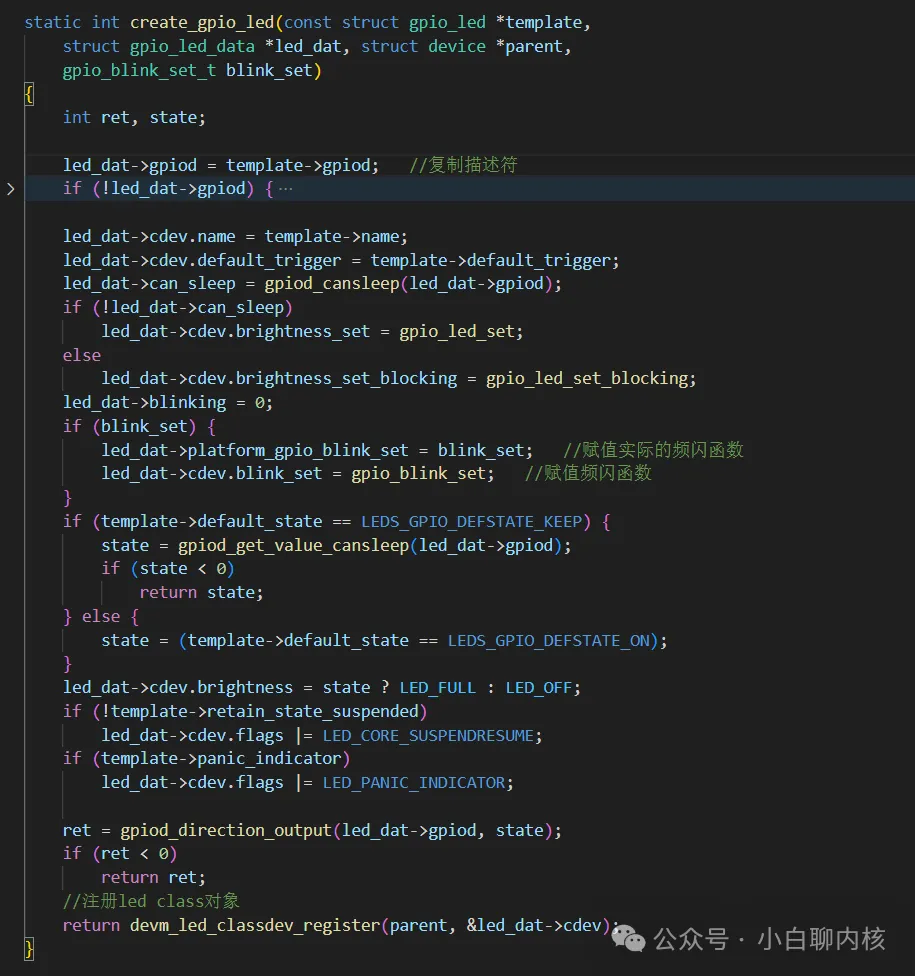 static int create_gpio_led(const struct gpio_led *template,
    struct gpio_led_data *led_dat, struct device *parent,
    gpio_blink_set_t blink_set)
{
    int ret, state;

    led_dat->gpiod = template->gpiod;   //复制描述符
    if (!led_dat->gpiod) {···

    led_dat->cdev.name = template->name;
    led_dat->cdev.default_trigger = template->default_trigger;
    led_dat->can_sleep = gpiod_cansleep(led_dat->gpiod);
    if (!led_dat->can_sleep)
        led_dat->cdev.brightness_set = gpio_led_set;
    else
        led_dat->cdev.brightness_set_blocking = gpio_led_set_blocking;
    led_dat->blinking = 0;
    if (blink_set) {
        led_dat->platform_gpio_blink_set = blink_set;   //赋值实际的频闪函数
        led_dat->cdev.blink_set = gpio_blink_set;   //赋值频闪函数
    }
    if (template->default_state == LEDS_GPIO_DEFSTATE_KEEP) {
        state = gpiod_get_value_cansleep(led_dat->gpiod);
        if (state < 0)
            return state;
    } else {
        state = (template->default_state == LEDS_GPIO_DEFSTATE_ON);
    }
    led_dat->cdev.brightness = state ? LED_FULL : LED_OFF;
    if (!template->retain_state_suspended)
        led_dat->cdev.flags |= LED_CORE_SUSPENDRESUME;
    if (template->panic_indicator)
        led_dat->cdev.flags |= LED_PANIC_INDICATOR;

    ret = gpiod_direction_output(led_dat->gpiod, state);
    if (ret < 0)
        return ret;
    //注册led class对象
    return devm_led_classdev_register(parent, &led_dat->cdev);
}
公众号 · 小白聊内核